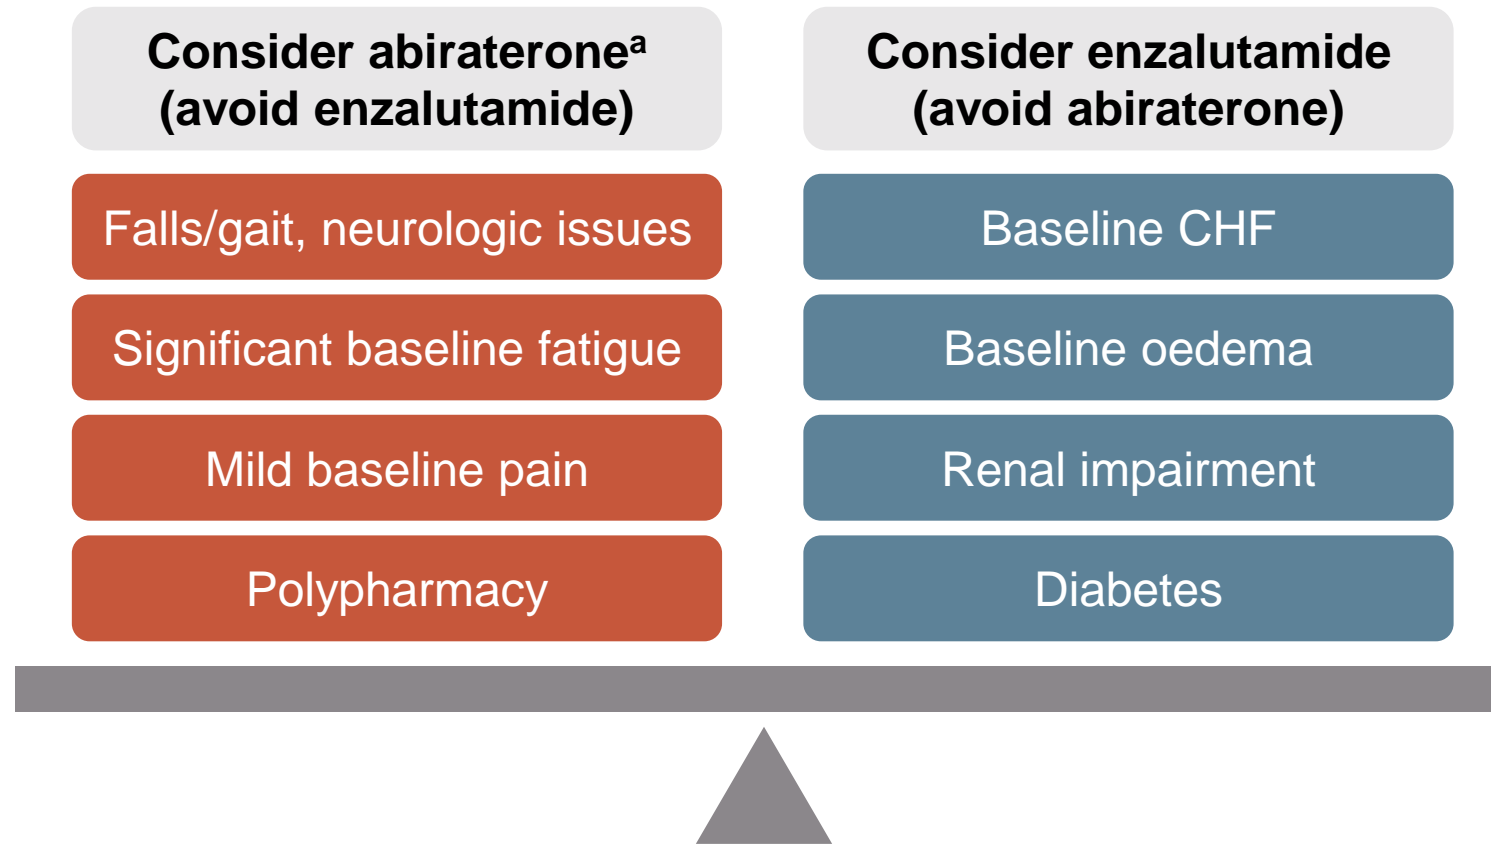 Consider abirateroneᵃ
(avoid enzalutamide)
Falls/gait, neurologic issues
Significant baseline fatigue
Mild baseline pain
Polypharmacy
Consider enzalutamide
(avoid abiraterone)
Baseline CHF
Baseline oedema
Renal impairment
Diabetes